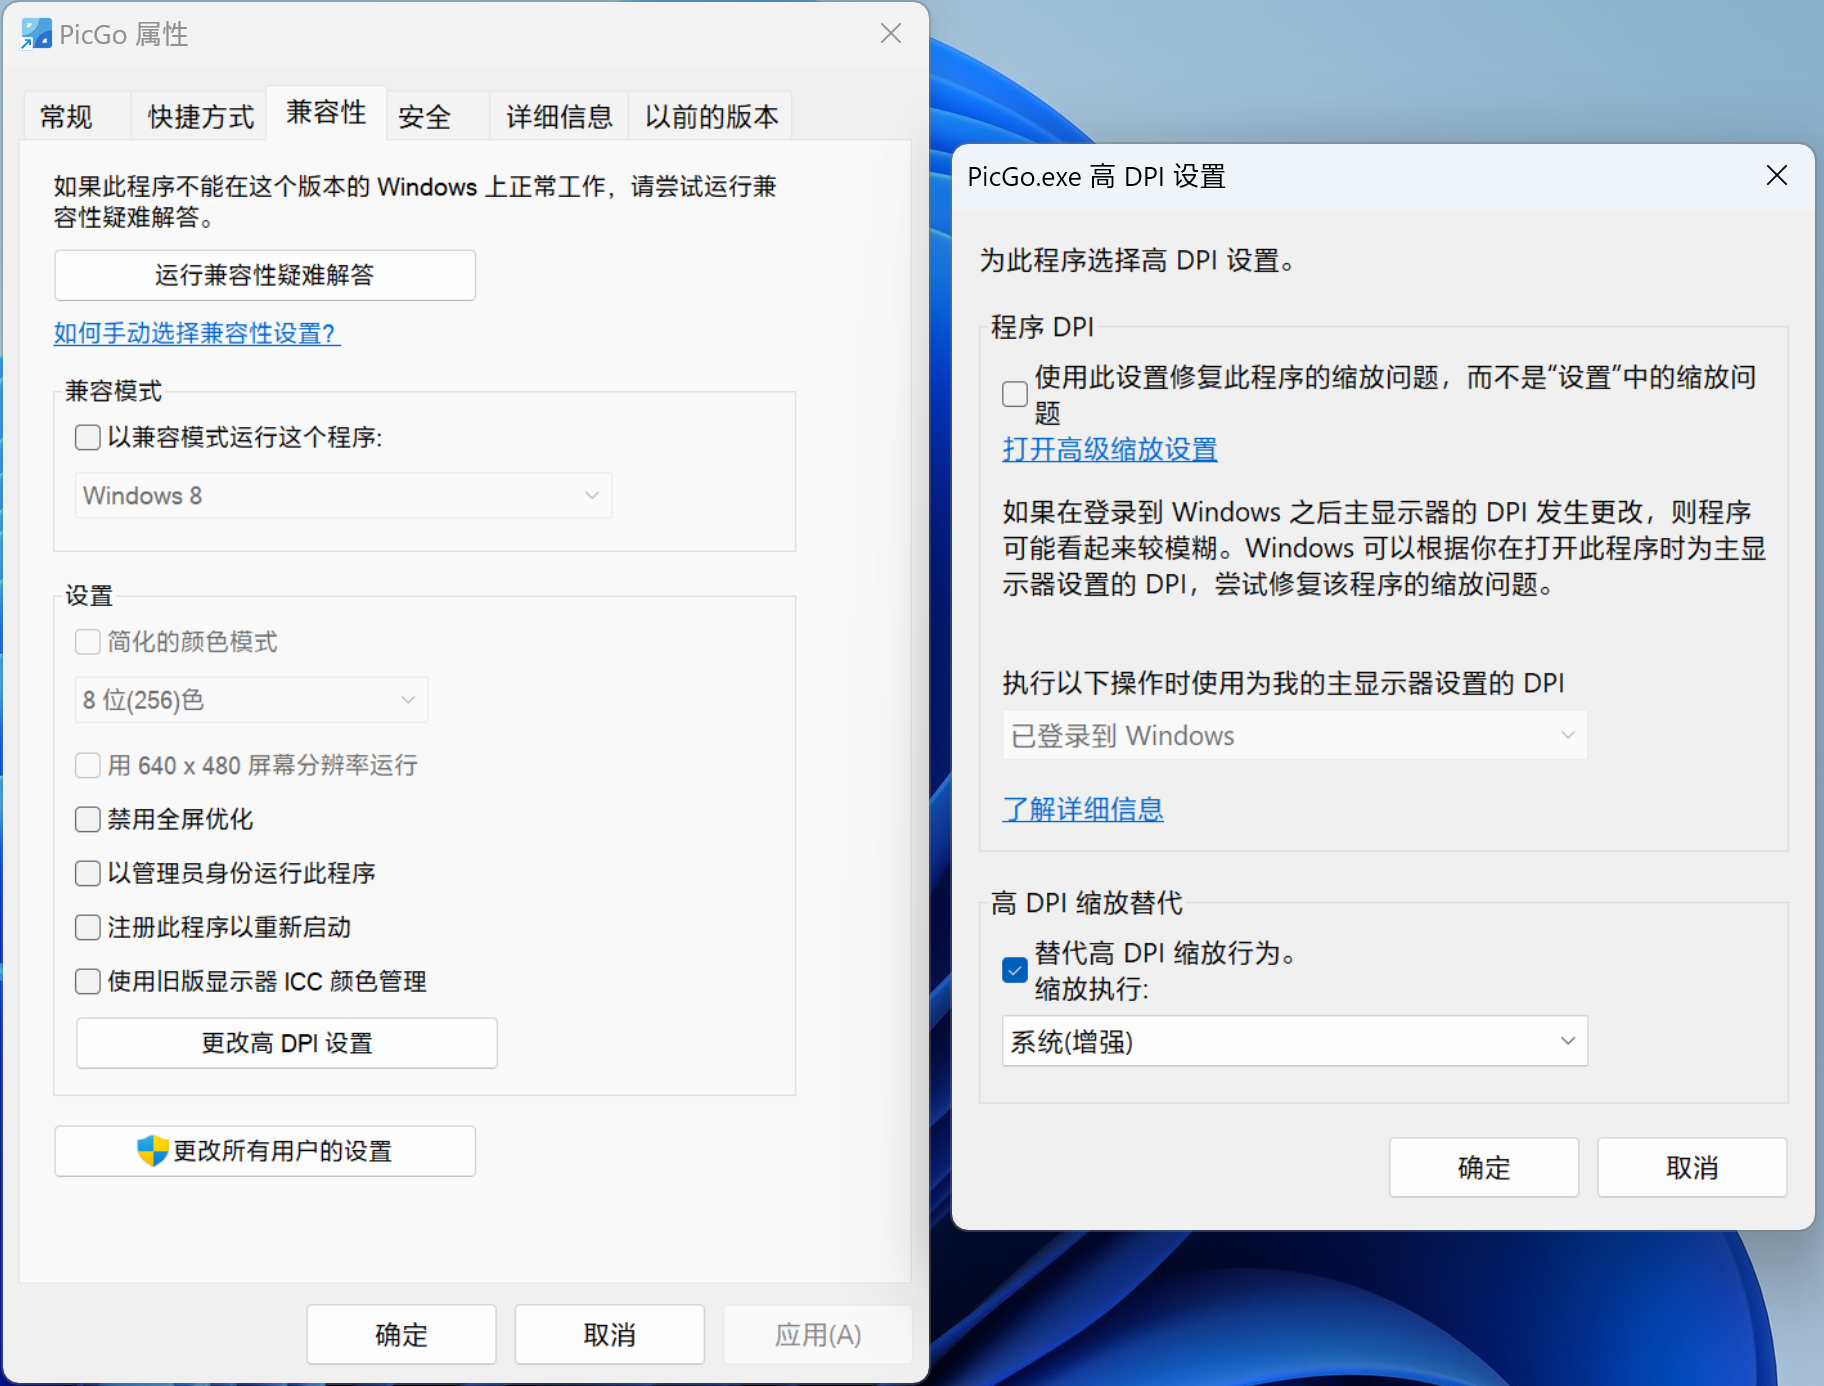 PicGo 属性
常规
快捷方式
兼容性
安全
详细信息
以前的版本
如果此程序不能在这个版本的 Windows 上正常工作，请尝试运行兼
容性疑难解答。
运行兼容性疑难解答
如何手动选择兼容性设置?
兼容模式
以兼容模式运行这个程序:
Windows 8
设置
简化的颜色模式
8 位(256)色
用 640 x 480 屏幕分辨率运行
禁用全屏优化
以管理员身份运行此程序
注册此程序以重新启动
使用旧版显示器 ICC 颜色管理
更改高 DPI 设置
更改所有用户的设置
确定
取消
应用(A)
PicGo.exe 高 DPI 设置
为此程序选择高 DPI 设置。
程序 DPI
使用此设置修复此程序的缩放问题，而不是“设置”中的缩放问
题
打开高级缩放设置
如果在登录到 Windows 之后主显示器的 DPI 发生更改，则程序
可能看起来较模糊。Windows 可以根据你在打开此程序时为主显
示器设置的 DPI，尝试修复该程序的缩放问题。
执行以下操作时使用为我的主显示器设置的 DPI
已登录到 Windows
了解详细信息
高 DPI 缩放替代
替代高 DPI 缩放行为。
缩放执行:
系统(增强)
确定
取消